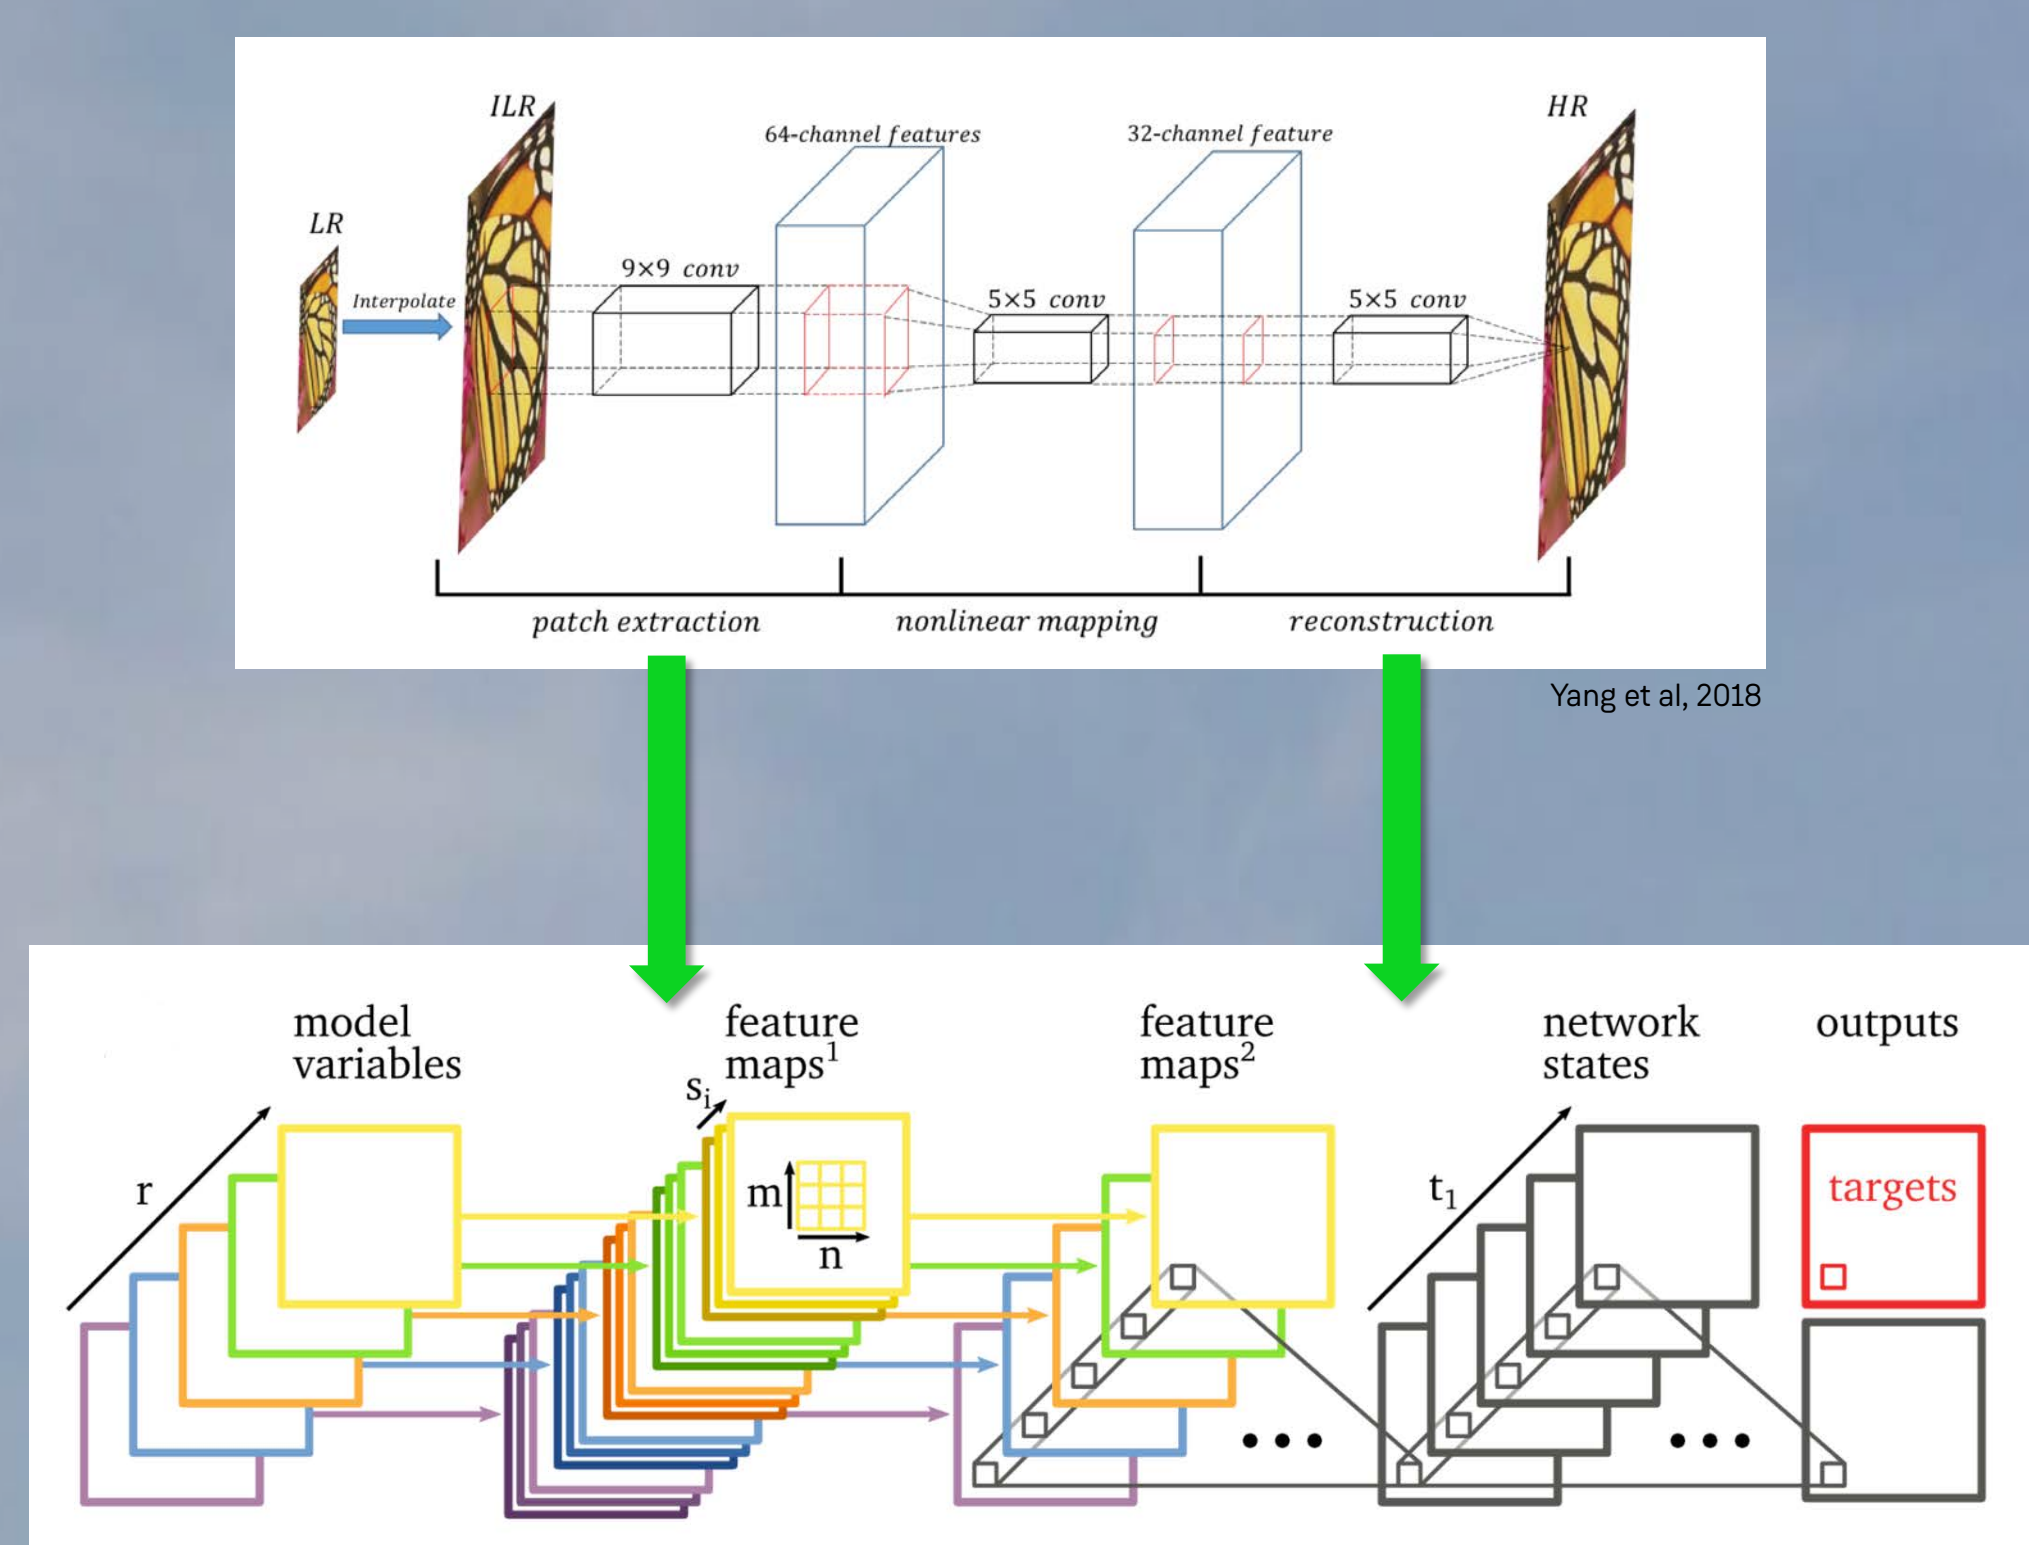 ILR
HR
64-channel features
32-channel feature
LR
9×9 conv
Interpolate
5×5 conv
5×5 conv
patch extraction
nonlinear mapping
reconstruction
Yang et al, 2018
model
variables
feature
maps¹
feature
maps²
network
states
outputs
sᵢ
r
m
n
t₁
targets